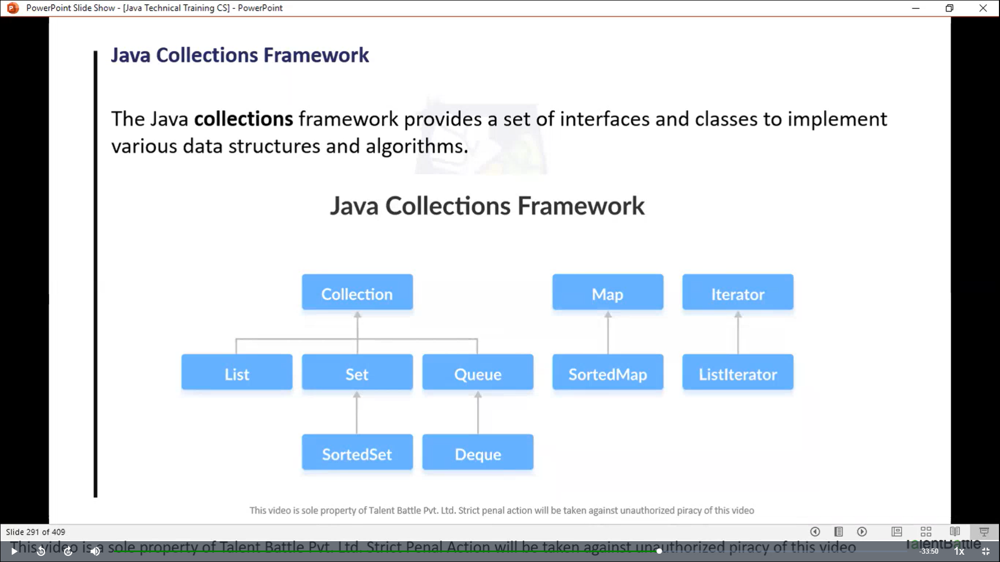 PowerPoint Slide Show - [Java Technical Training CS] - PowerPoint
Java Collections Framework
The Java collections framework provides a set of interfaces and classes to implement
various data structures and algorithms.
Java Collections Framework
Collection
Map
Iterator
List
Set
Queue
SortedMap
ListIterator
SortedSet
Deque
This video is sole property of Talent Battle Pvt. Ltd. Strict penal action will be taken against unauthorized piracy of this video
Slide 291 of 409
This video is a sole property of Talent Battle Pvt. Ltd. Strict Penal Action will be taken against unauthorized piracy of this video
TalentBattle
10
30
-33:50
1x